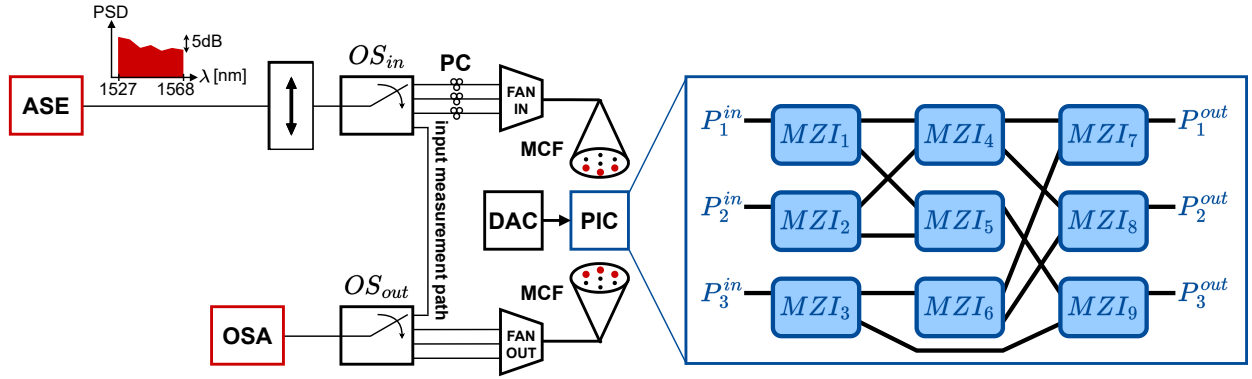 PSD
5dB
λ [nm]
1527
1568
ASE
OS_in
PC
FAN
IN
MCF
input measurement path
DAC
PIC
MCF
OS_out
OSA
FAN
OUT
P_1^in
MZI_1
MZI_4
MZI_7
P_1^out
P_2^in
MZI_2
MZI_5
MZI_8
P_2^out
P_3^in
MZI_3
MZI_6
MZI_9
P_3^out